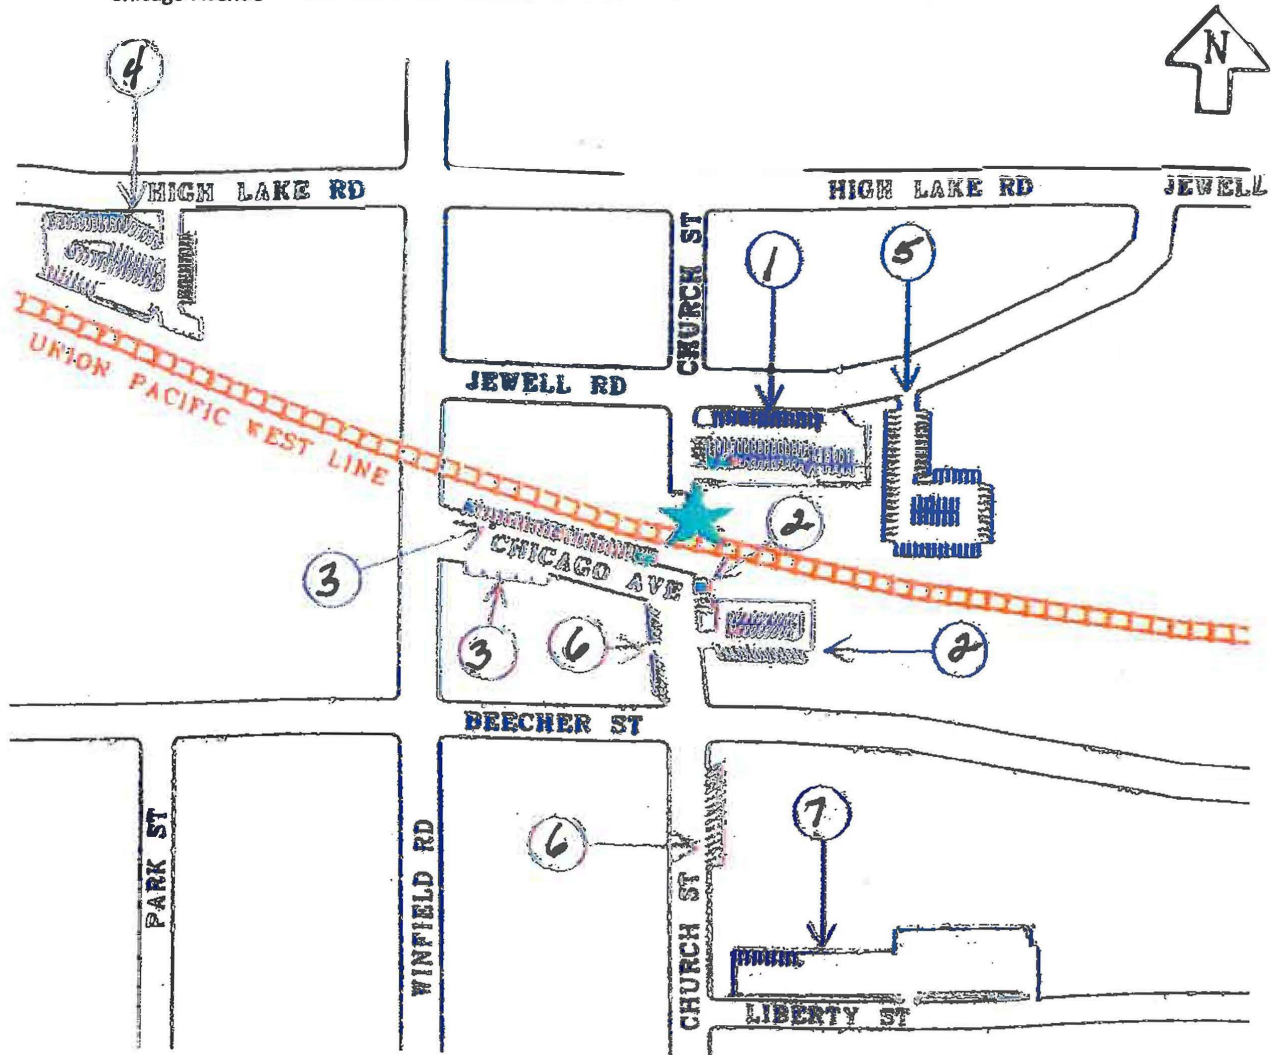 N
4
HIGH LAKE RD
HIGH LAKE RD
JEWELL
CHURCH ST
1
5
JEWELL RD
UNION PACIFIC WEST LINE
2
3
CHICAGO AVE
3
6
2
BEECHER ST
PARK ST
WINFIELD RD
6
7
CHURCH ST
LIBERTY ST